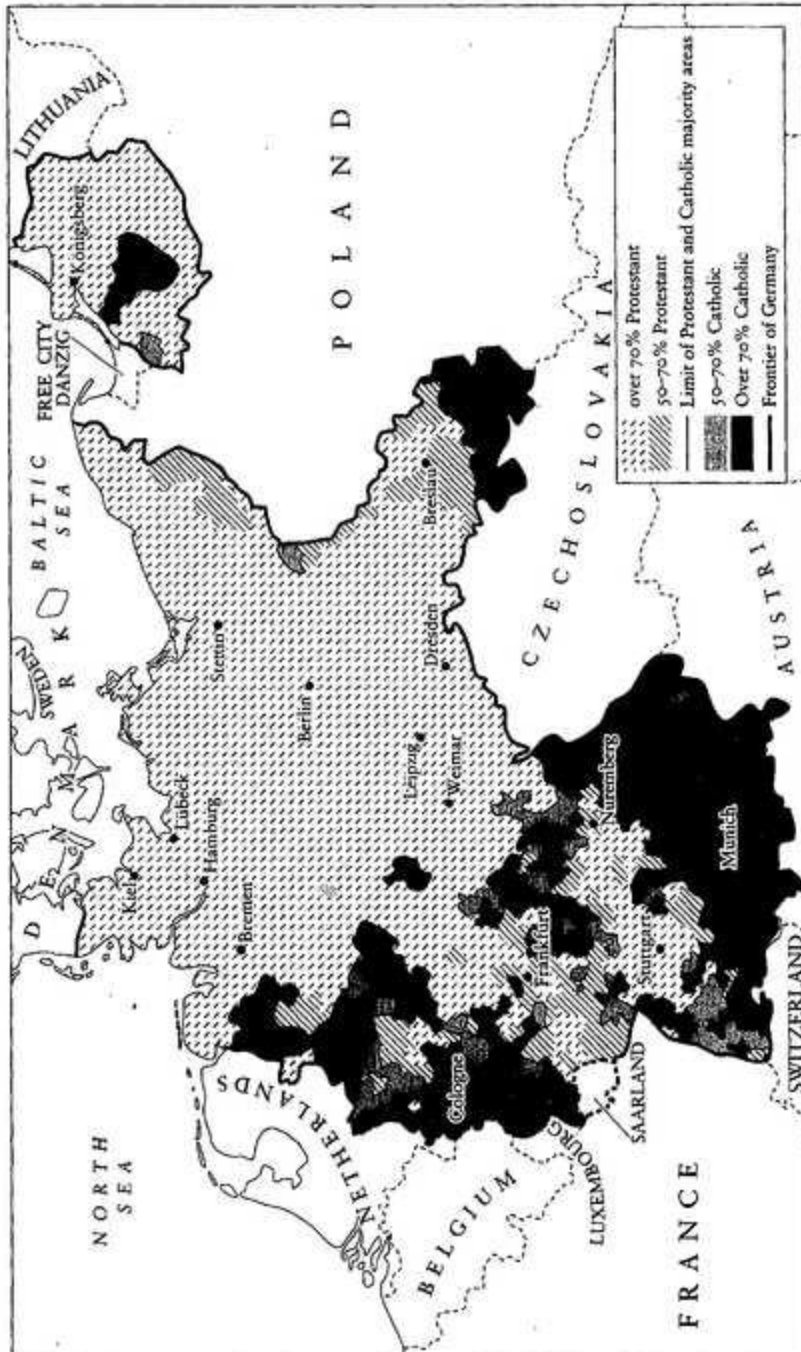 NORTH
SEA
D E N M A R K
SWEDEN
BALTIC
SEA
FREE CITY
DANZIG
LITHUANIA
Königsberg
Kiel
Lübeck
Hamburg
Bremen
Stettin
Berlin
POLAND
NETHERLANDS
BELGIUM
LUXEMBOURG
SAARLAND
FRANCE
Cologne
Frankfurt
Leipzig
Weimar
Dresden
Breslau
Nuremberg
Stuttgart
Munich
SWITZERLAND
CZECHOSLOVAKIA
AUSTRIA
over 70% Protestant
50-70% Protestant
Limit of Protestant and Catholic majority areas
50-70% Catholic
Over 70% Catholic
Frontier of Germany